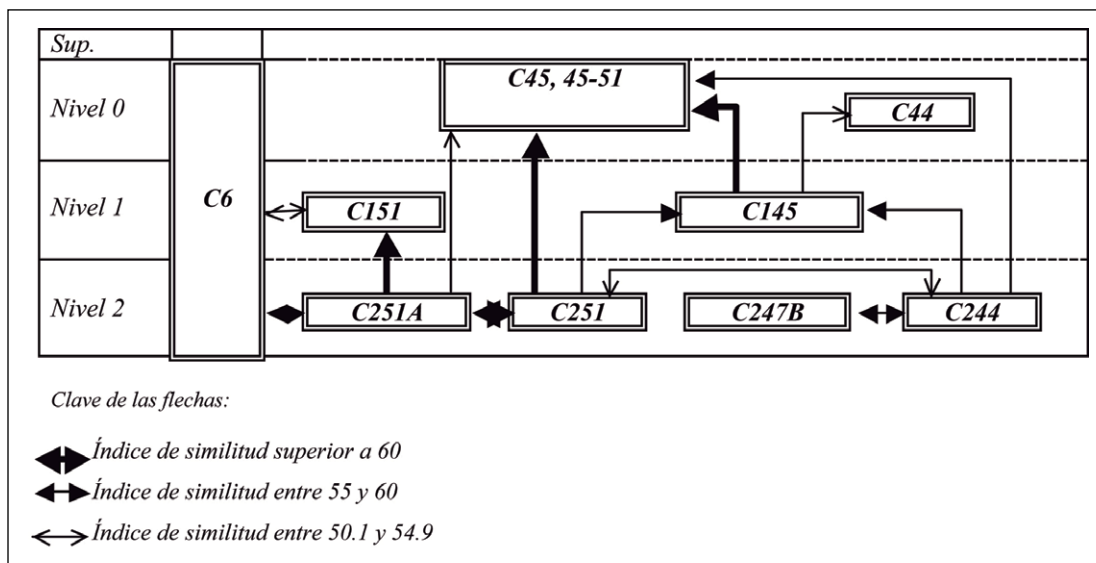 Sup.
C45, 45-51
Nivel 0
C44
C6
Nivel 1
C151
C145
Nivel 2
C251A
C251
C247B
C244
Clave de las flechas:
Índice de similitud superior a 60
Índice de similitud entre 55 y 60
Índice de similitud entre 50.1 y 54.9